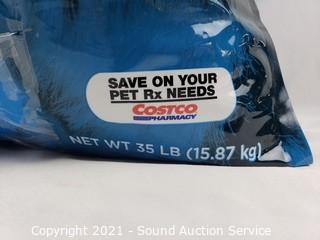 SAVE ON YOUR
PET Rx NEEDS
COSTCO
PHARMACY
NET WT 35 LB (15.87 kg)
Copyright 2021 - Sound Auction Service